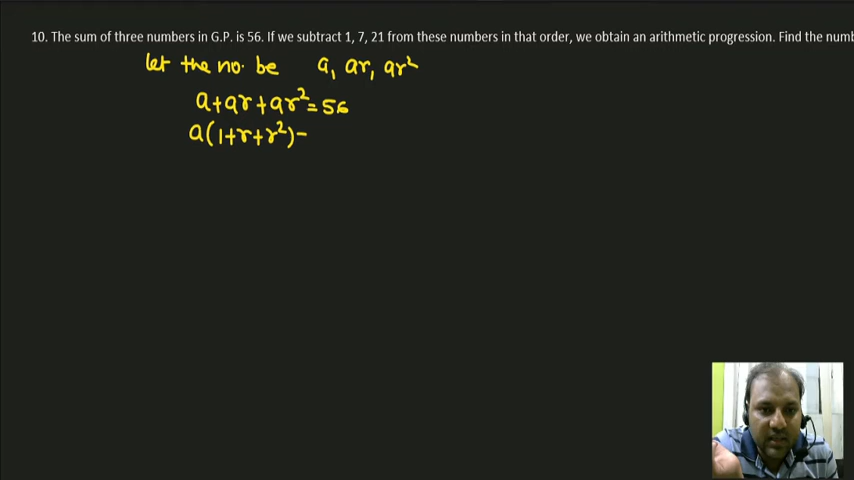 10. The sum of three numbers in G.P. is 56. If we subtract 1, 7, 21 from these numbers in that order, we obtain an arithmetic progression. Find the numb
let the no. be a, ar, ar²
a+ar+ar²=56
a(1+r+r²)=